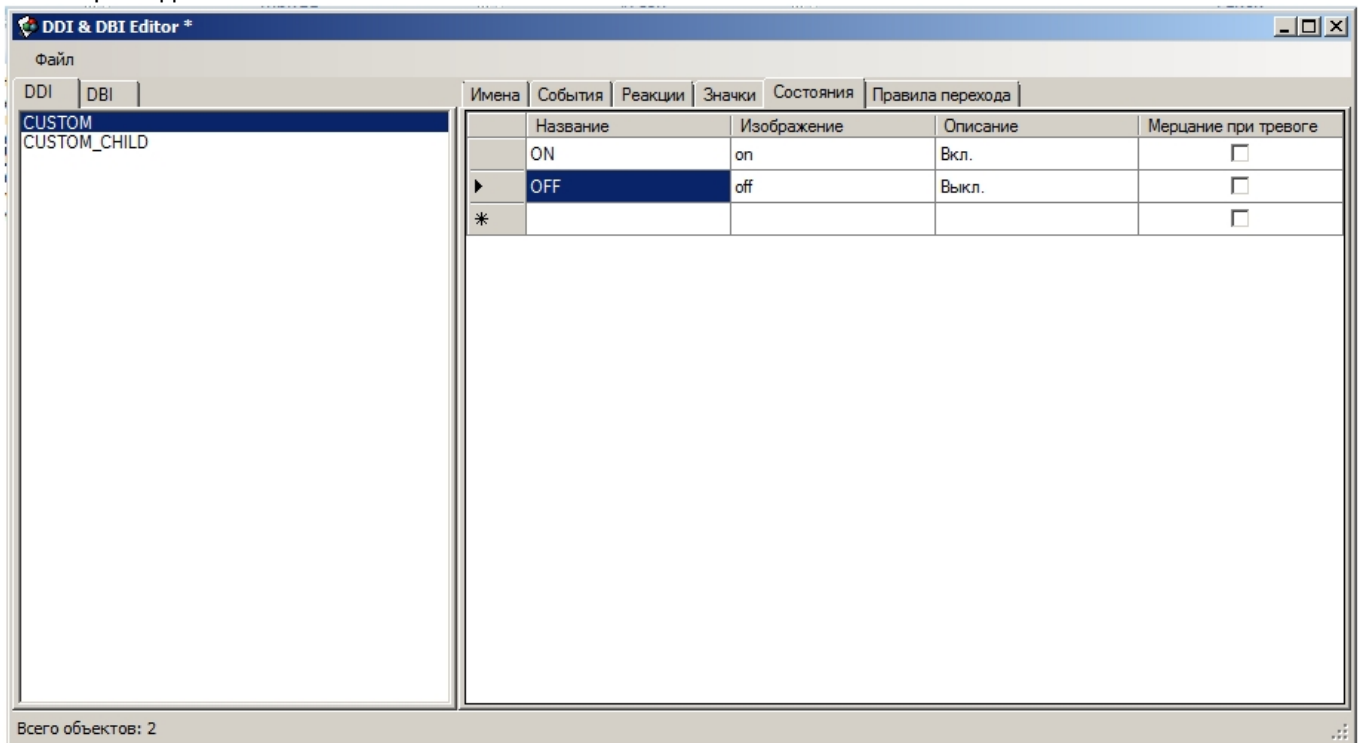 DDI & DBI Editor *
Файл
DDI DBI
Имена События Реакции Значки Состояния Правила перехода
CUSTOM
CUSTOM_CHILD
Название Изображение Описание Мерцание при тревоге
ON on Вкл.
OFF off Выкл.
Всего объектов: 2